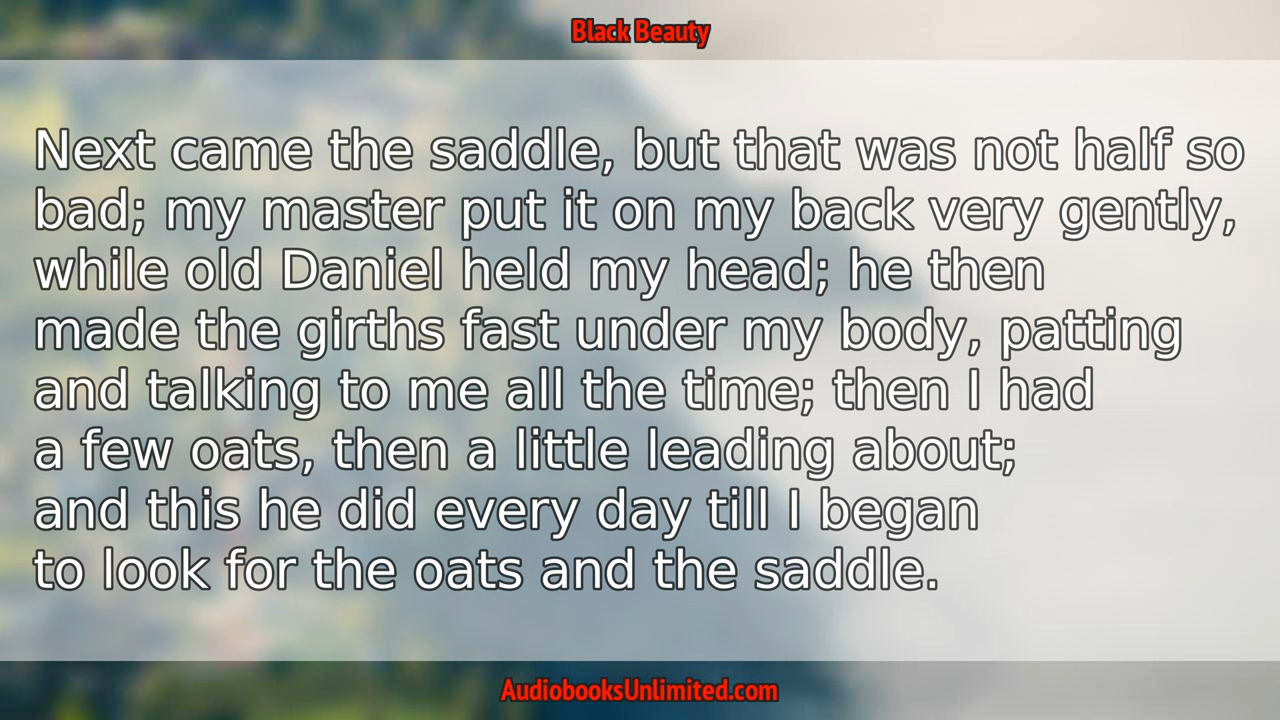 Black Beauty
Next came the saddle, but that was not half so
bad; my master put it on my back very gently,
while old Daniel held my head; he then
made the girths fast under my body, patting
and talking to me all the time; then I had
a few oats, then a little leading about;
and this he did every day till I began
to look for the oats and the saddle.
AudiobooksUnlimited.com